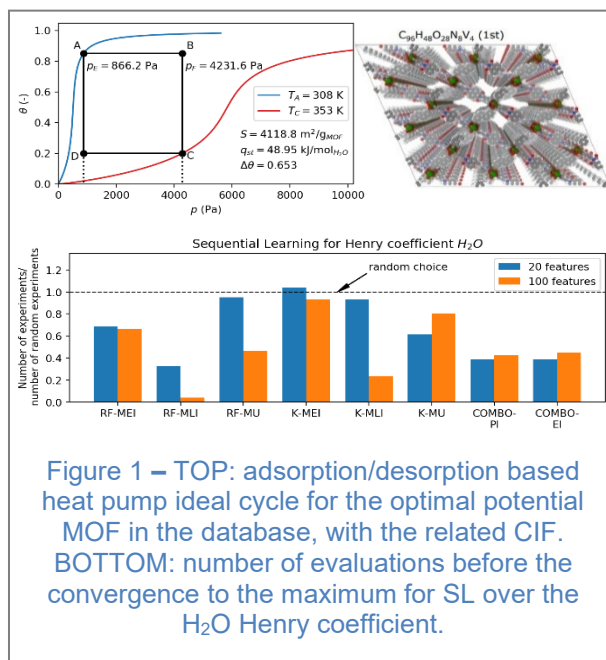 C₉₆H₄₈O₂₈N₈V₄ (1st)
1.0
0.8
0.6
0.4
0.2
0.0
θ (-)
A
B
p_E = 866.2 Pa
p_F = 4231.6 Pa
T_A = 308 K
T_C = 353 K
S = 4118.8 m²/g_MOF
q_st = 48.95 kJ/mol_H₂O
Δθ = 0.653
D
C
0
2000
4000
6000
8000
10000
p (Pa)
Sequential Learning for Henry coefficient H₂O
Number of experiments/
number of random experiments
1.2
1.0
0.8
0.6
0.4
0.2
0.0
random choice
20 features
100 features
RF-MEI
RF-MLI
RF-MU
K-MEI
K-MLI
K-MU
COMBO-
PI
COMBO-
EI
Figure 1 – TOP: adsorption/desorption based
heat pump ideal cycle for the optimal potential
MOF in the database, with the related CIF.
BOTTOM: number of evaluations before the
convergence to the maximum for SL over the
H₂O Henry coefficient.